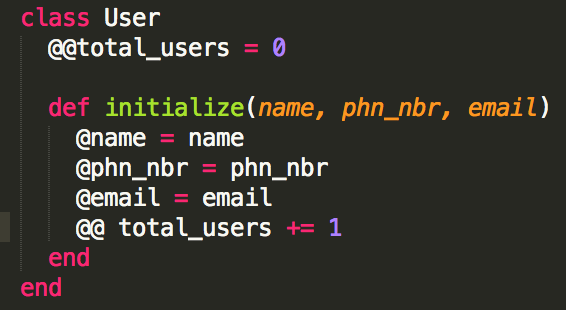 class User
@@total_users = 0
def initialize(name, phn_nbr, email)
@name = name
@phn_nbr = phn_nbr
@email = email
@@ total_users += 1
end
end